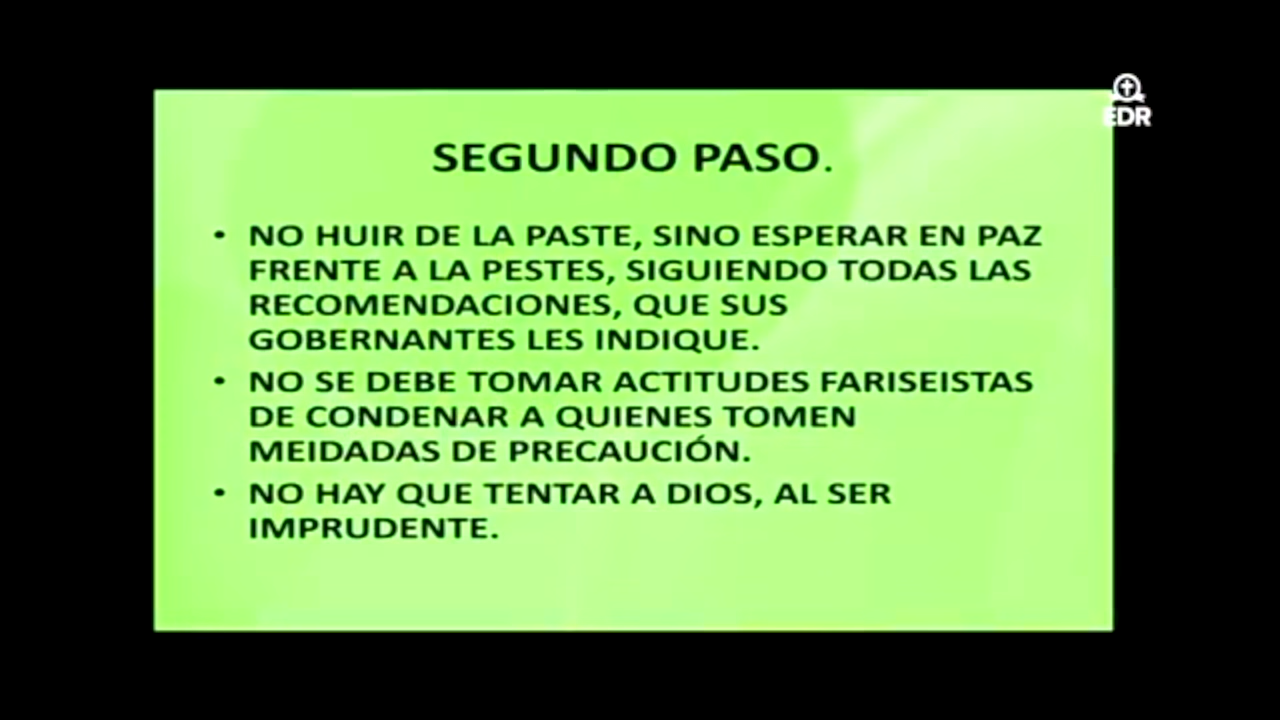 EDR
SEGUNDO PASO.
• NO HUIR DE LA PASTE, SINO ESPERAR EN PAZ
FRENTE A LA PESTES, SIGUIENDO TODAS LAS
RECOMENDACIONES, QUE SUS
GOBERNANTES LES INDIQUE.
• NO SE DEBE TOMAR ACTITUDES FARISEISTAS
DE CONDENAR A QUIENES TOMEN
MEIDADAS DE PRECAUCIÓN.
• NO HAY QUE TENTAR A DIOS, AL SER
IMPRUDENTE.